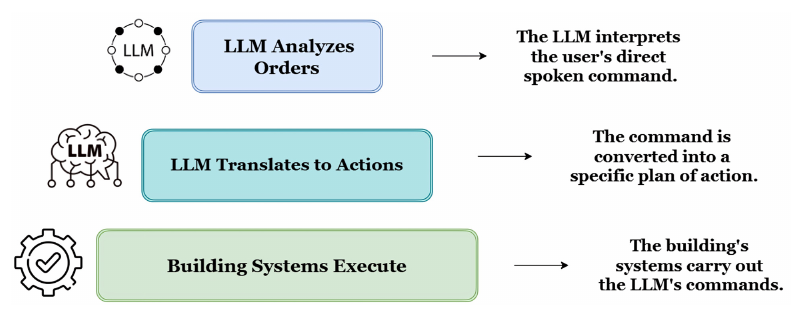 LLM
LLM Analyzes
Orders
The LLM interprets
the user's direct
spoken command.
LLM
LLM Translates to Actions
The command is
converted into a
specific plan of action.
Building Systems Execute
The building's
systems carry out
the LLM's commands.